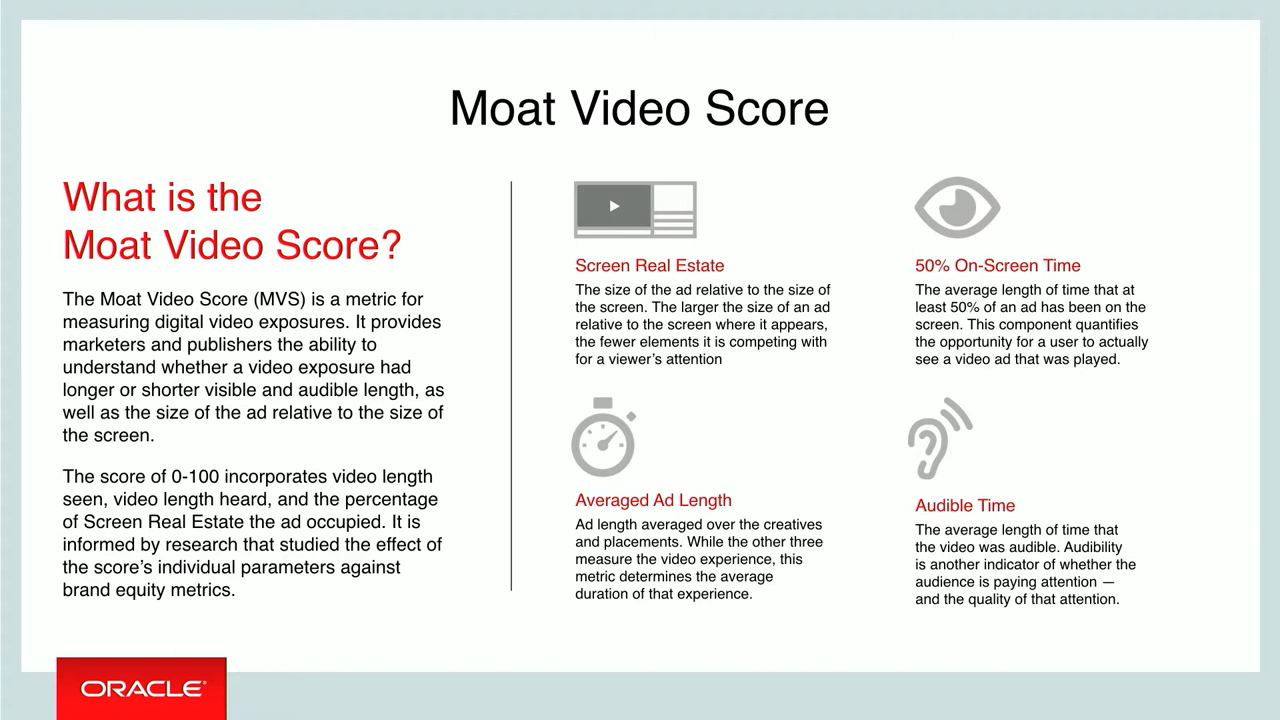 Moat Video Score
What is the
Moat Video Score?
The Moat Video Score (MVS) is a metric for
measuring digital video exposures. It provides
marketers and publishers the ability to
understand whether a video exposure had
longer or shorter visible and audible length, as
well as the size of the ad relative to the size of
the screen.
The score of 0-100 incorporates video length
seen, video length heard, and the percentage
of Screen Real Estate the ad occupied. It is
informed by research that studied the effect of
the score's individual parameters against
brand equity metrics.
Screen Real Estate
The size of the ad relative to the size of
the screen. The larger the size of an ad
relative to the screen where it appears,
the fewer elements it is competing with
for a viewer's attention
50% On-Screen Time
The average length of time that at
least 50% of an ad has been on the
screen. This component quantifies
the opportunity for a user to actually
see a video ad that was played.
Averaged Ad Length
Ad length averaged over the creatives
and placements. While the other three
measure the video experience, this
metric determines the average
duration of that experience.
Audible Time
The average length of time that
the video was audible. Audibility
is another indicator of whether the
audience is paying attention —
and the quality of that attention.
ORACLE®